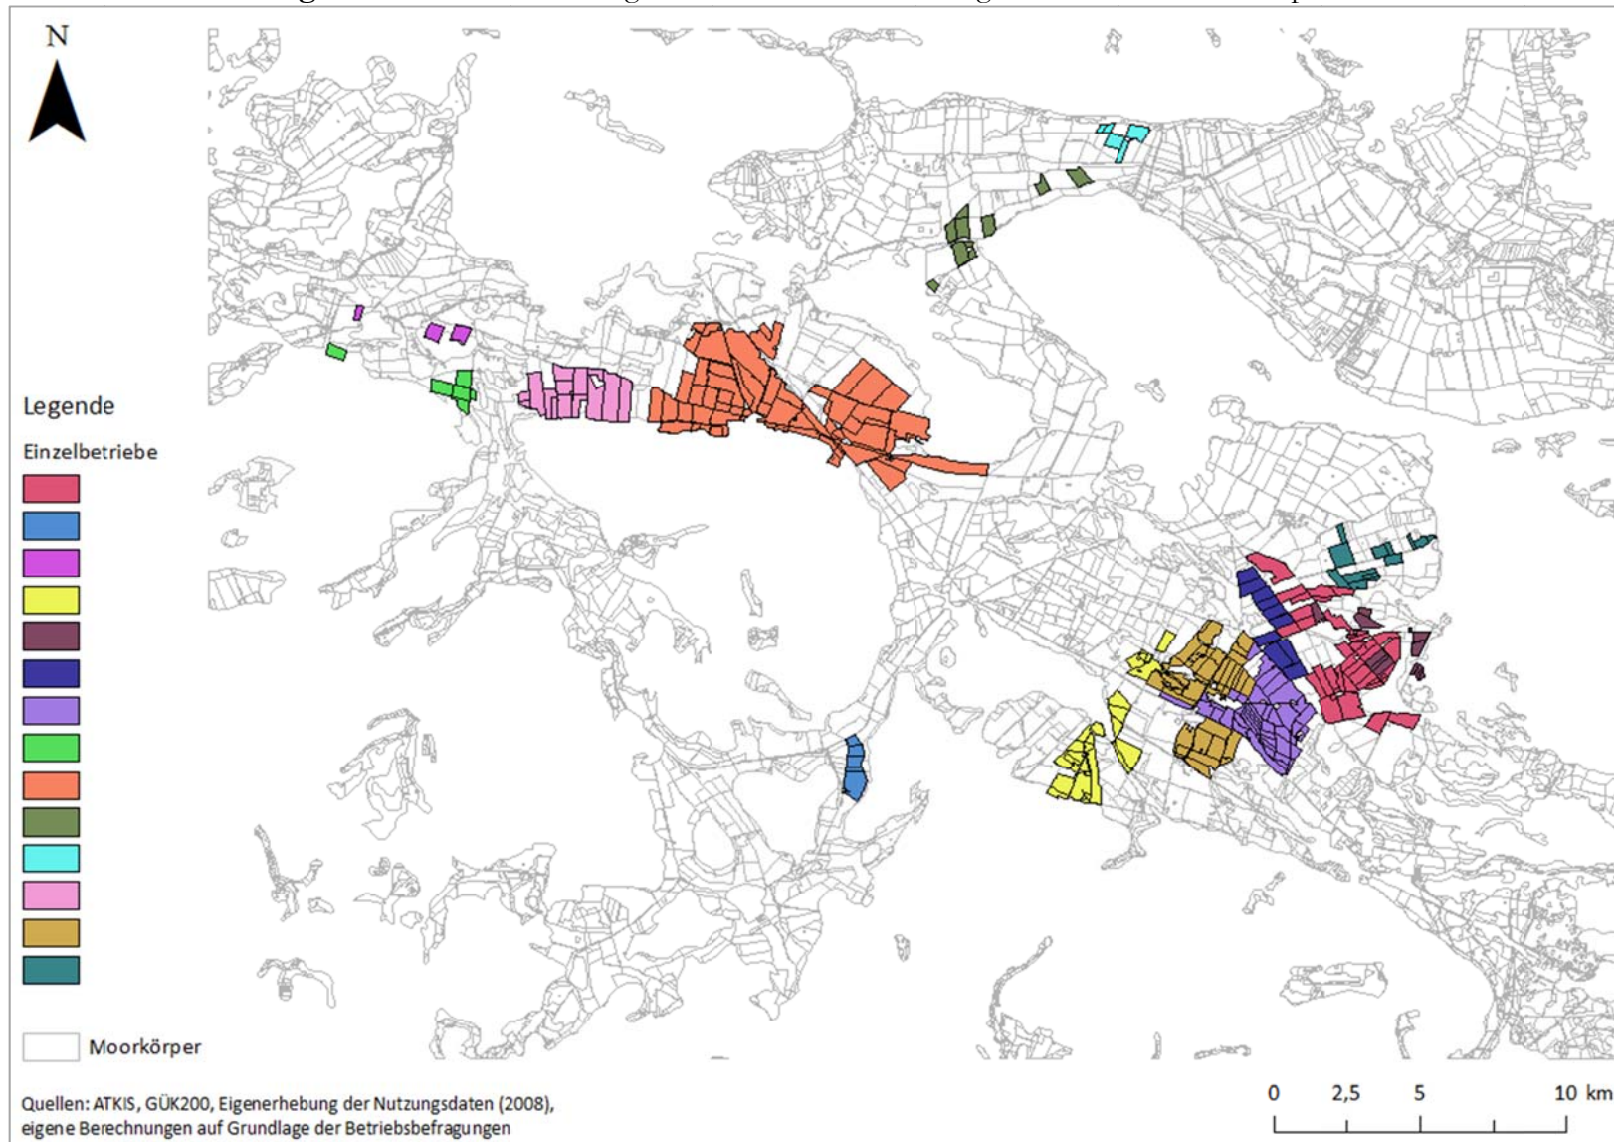 N
Legende
Einzelbetriebe
Moorkörper
Quellen: ATKIS, GÜK200, Eigenerhebung der Nutzungsdaten (2008),
eigene Berechnungen auf Grundlage der Betriebsbefragungen
0 2,5 5 10 km